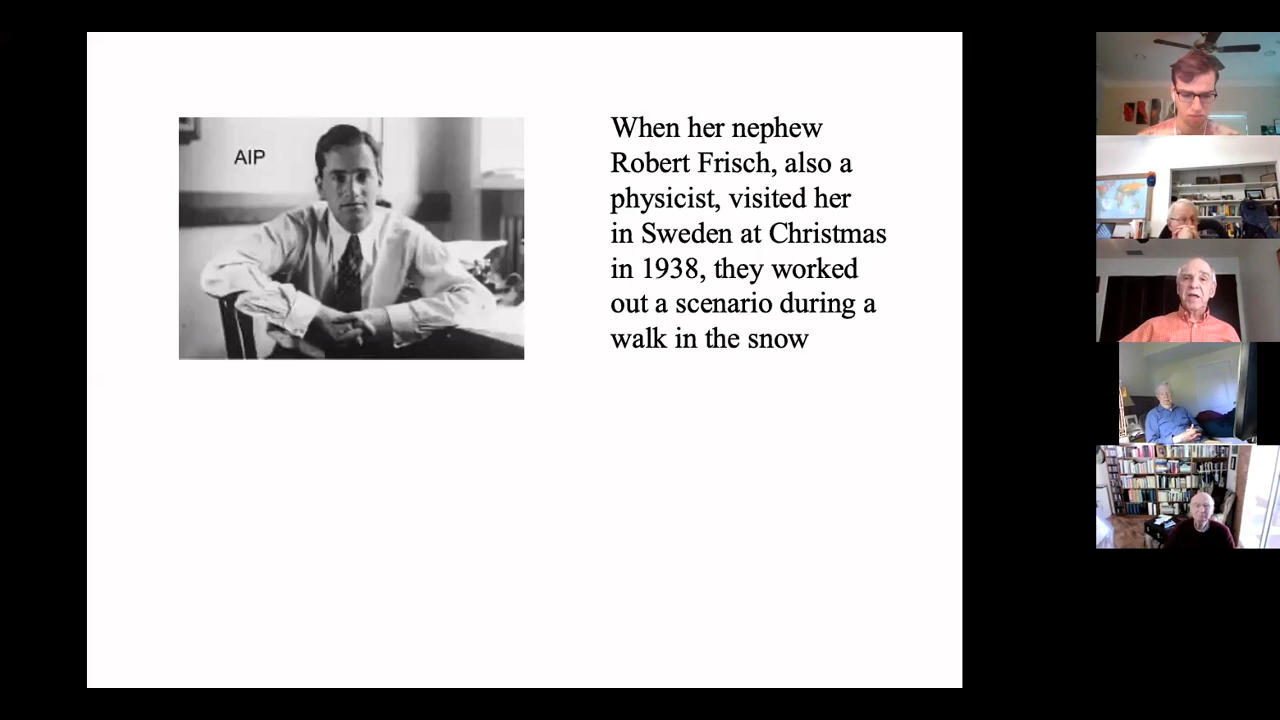 AIP
When her nephew
Robert Frisch, also a
physicist, visited her
in Sweden at Christmas
in 1938, they worked
out a scenario during a
walk in the snow